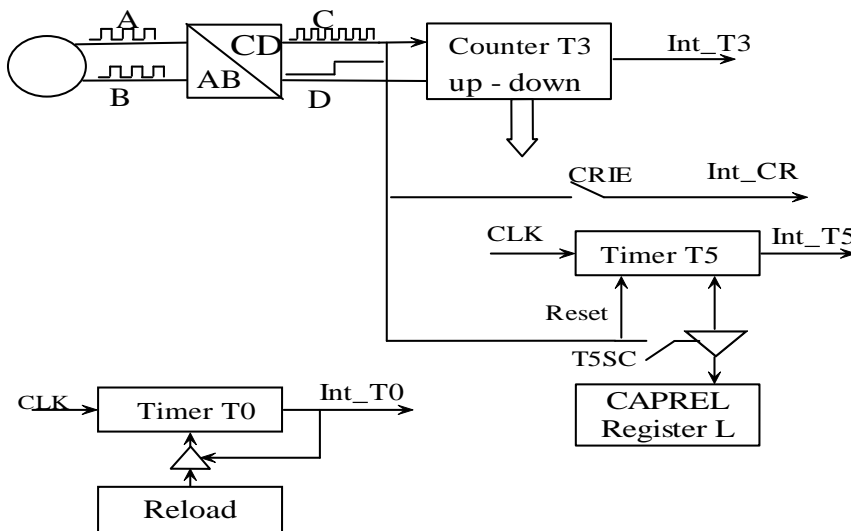 A
B
AB
CD
C
D
Counter T3
up - down
Int_T3
CRIE
Int_CR
CLK
Timer T5
Int_T5
Reset
T5SC
CAPREL
Register L
CLK
Timer T0
Int_T0
Reload